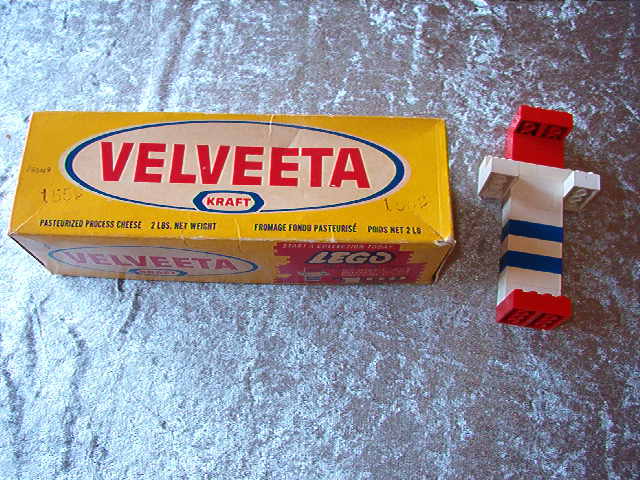 VELVEETA
KRAFT
PASTEURIZED PROCESS CHEESE 2 LBS. NET WEIGHT FROMAGE FONDU PASTEURISÉ POIDS NET 2 LB
VELVEETA
KRAFT
START A COLLECTION TODAY
LEGO